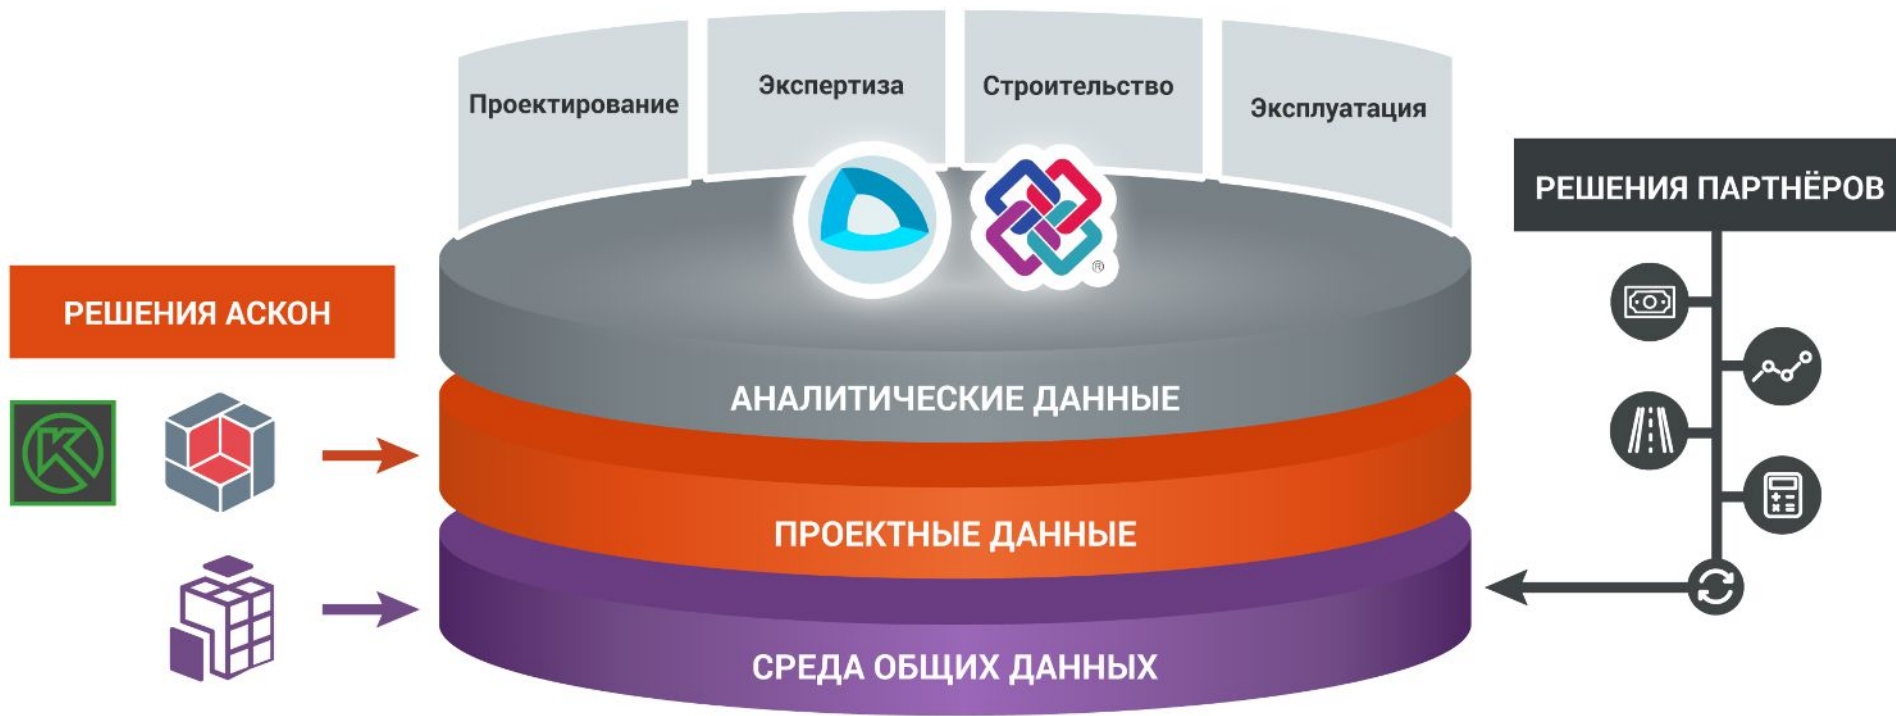 Проектирование
Экспертиза
Строительство
Эксплуатация
РЕШЕНИЯ ПАРТНЁРОВ
РЕШЕНИЯ АСКОН
АНАЛИТИЧЕСКИЕ ДАННЫЕ
ПРОЕКТНЫЕ ДАННЫЕ
СРЕДА ОБЩИХ ДАННЫХ
®